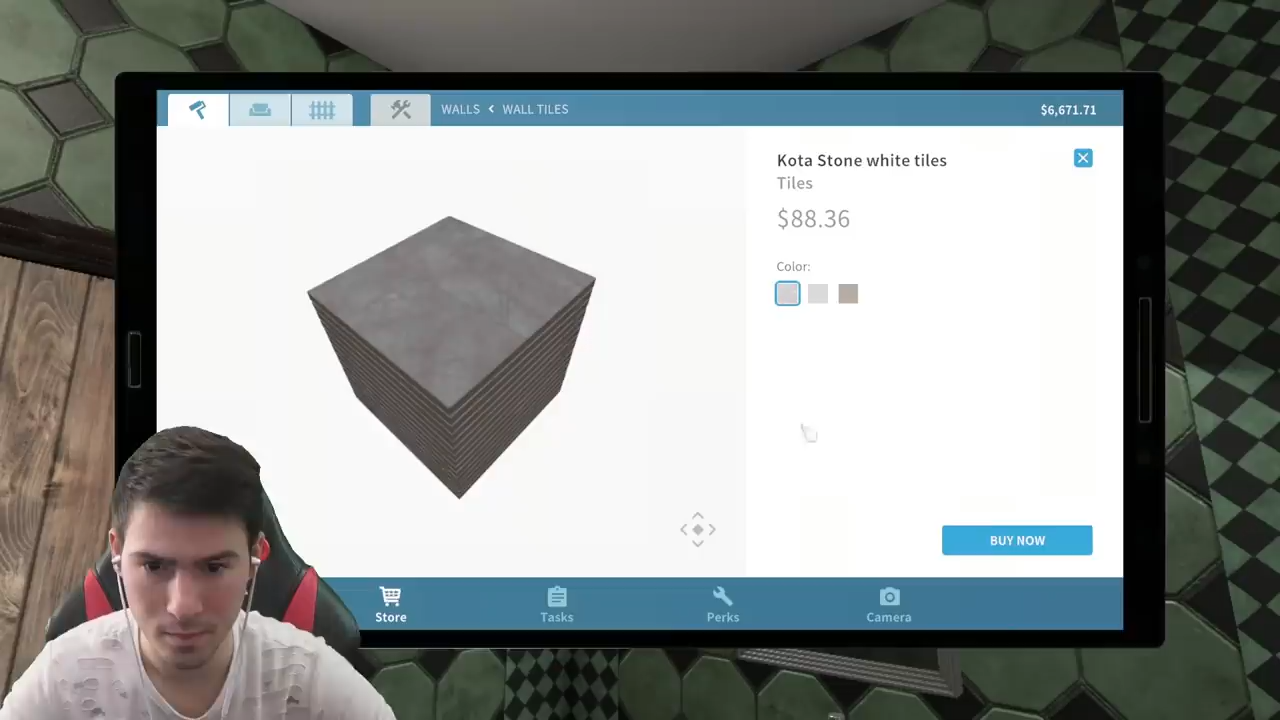 WALLS < WALL TILES
$6,671.71
Kota Stone white tiles
Tiles
$88.36
Color:
BUY NOW
Store
Tasks
Perks
Camera